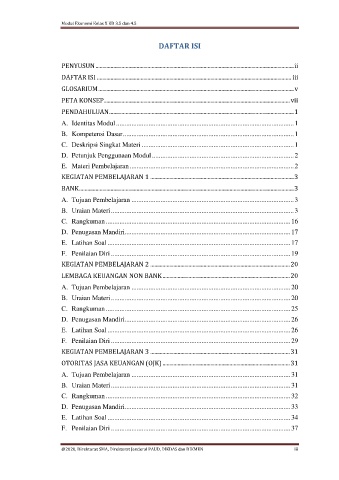 Modul Ekonomi Kelas X KD 3.5 dan 4.5
DAFTAR ISI
PENYUSUN ii
DAFTAR ISI iii
GLOSARIUM v
PETA KONSEP vii
PENDAHULUAN 1
A. Identitas Modul 1
B. Kompetensi Dasar 1
C. Deskripsi Singkat Materi 1
D. Petunjuk Penggunaan Modul 2
E. Materi Pembelajaran 2
KEGIATAN PEMBELAJARAN 1 3
BANK 3
A. Tujuan Pembelajaran 3
B. Uraian Materi 3
C. Rangkuman 16
D. Penugasan Mandiri 17
E. Latihan Soal 17
F. Penilaian Diri 19
KEGIATAN PEMBELAJARAN 2 20
LEMBAGA KEUANGAN NON BANK 20
A. Tujuan Pembelajaran 20
B. Uraian Materi 20
C. Rangkuman 25
D. Penugasan Mandiri 26
E. Latihan Soal 26
F. Penilaian Diri 29
KEGIATAN PEMBELAJARAN 3 31
OTORITAS JASA KEUANGAN (OJK) 31
A. Tujuan Pembelajaran 31
B. Uraian Materi 31
C. Rangkuman 32
D. Penugasan Mandiri 33
E. Latihan Soal 34
F. Penilaian Diri 37
@2020, Direktorat SMA, Direktorat Jenderal PAUD, DIKDAS dan DIKMEN iii